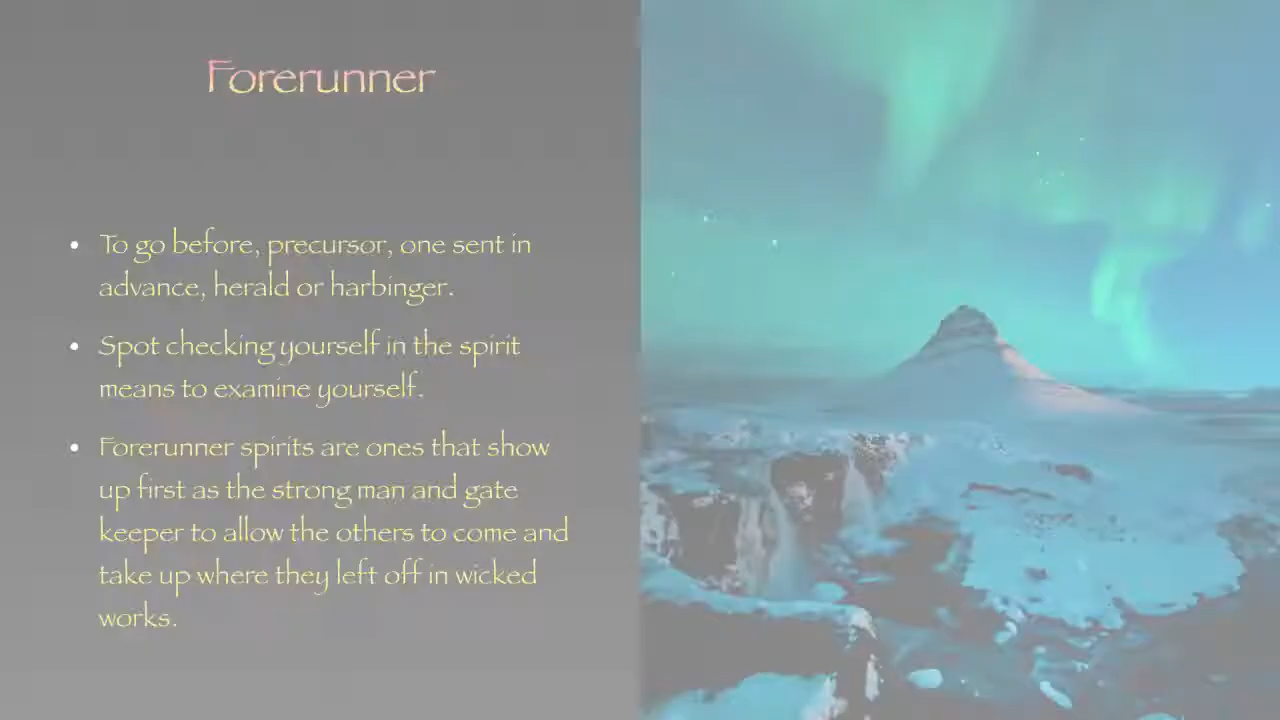 Forerunner
• To go before, precursor, one sent in
advance, herald or harbinger.
• Spot checking yourself in the spirit
means to examine yourself.
• Forerunner spirits are ones that show
up first as the strong man and gate
keeper to allow the others to come and
take up where they left off in wicked
works.